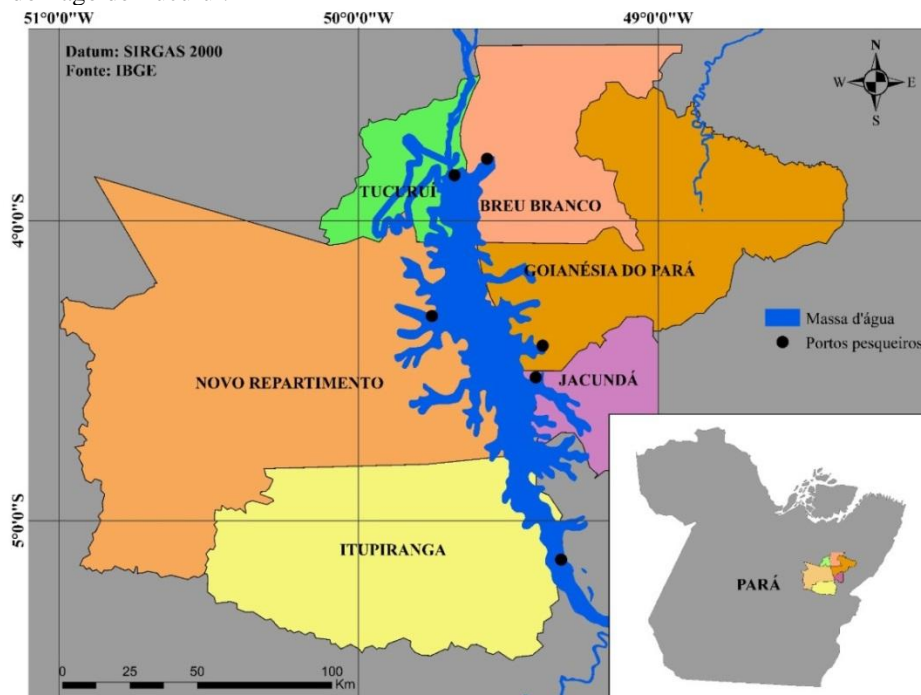 51°0'0"W 50°0'0"W 49°0'0"W
Datum: SIRGAS 2000
Fonte: IBGE
N
W E
S
TUCURUÍ
BREU BRANCO
4°0'0"S
GOIANÉSIA DO PARÁ
Massa d'água
Portos pesqueiros
NOVO REPARTIMENTO
JACUNDÁ
5°0'0"S
ITUPIRANGA
PARÁ
0 25 50 100
Km